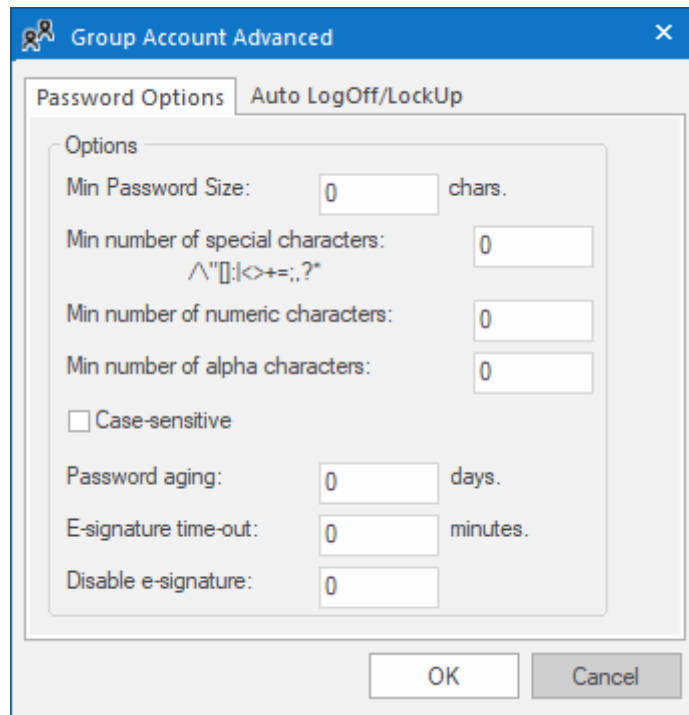 Group Account Advanced
Password Options Auto LogOff/LockUp
Options
Min Password Size: 0 chars.
Min number of special characters: 0
/\"[]:|<>+=;,.?*
Min number of numeric characters: 0
Min number of alpha characters: 0
Case-sensitive
Password aging: 0 days.
E-signature time-out: 0 minutes.
Disable e-signature: 0
OK Cancel